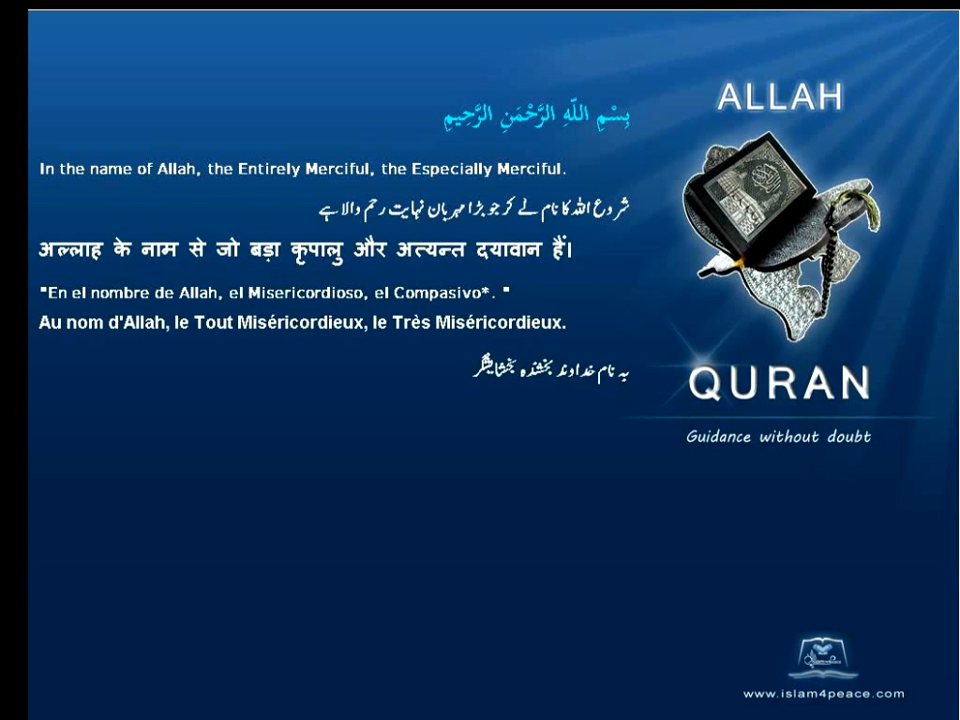 بِسْمِ اللّهِ الرَّحْمَنِ الرَّحِيمِ
In the name of Allah, the Entirely Merciful, the Especially Merciful.
شروع اللہ کا نام لے کر جو بڑا مہربان نہایت رحم والا ہے
अल्लाह के नाम से जो बड़ा कृपालु और अत्यन्त दयावान हैं।
"En el nombre de Allah, el Misericordioso, el Compasivo*. "
Au nom d'Allah, le Tout Miséricordieux, le Très Miséricordieux.
به نام خداوند بخشنده بخشایشگر
ALLAH
QURAN
Guidance without doubt
www.islam4peace.com